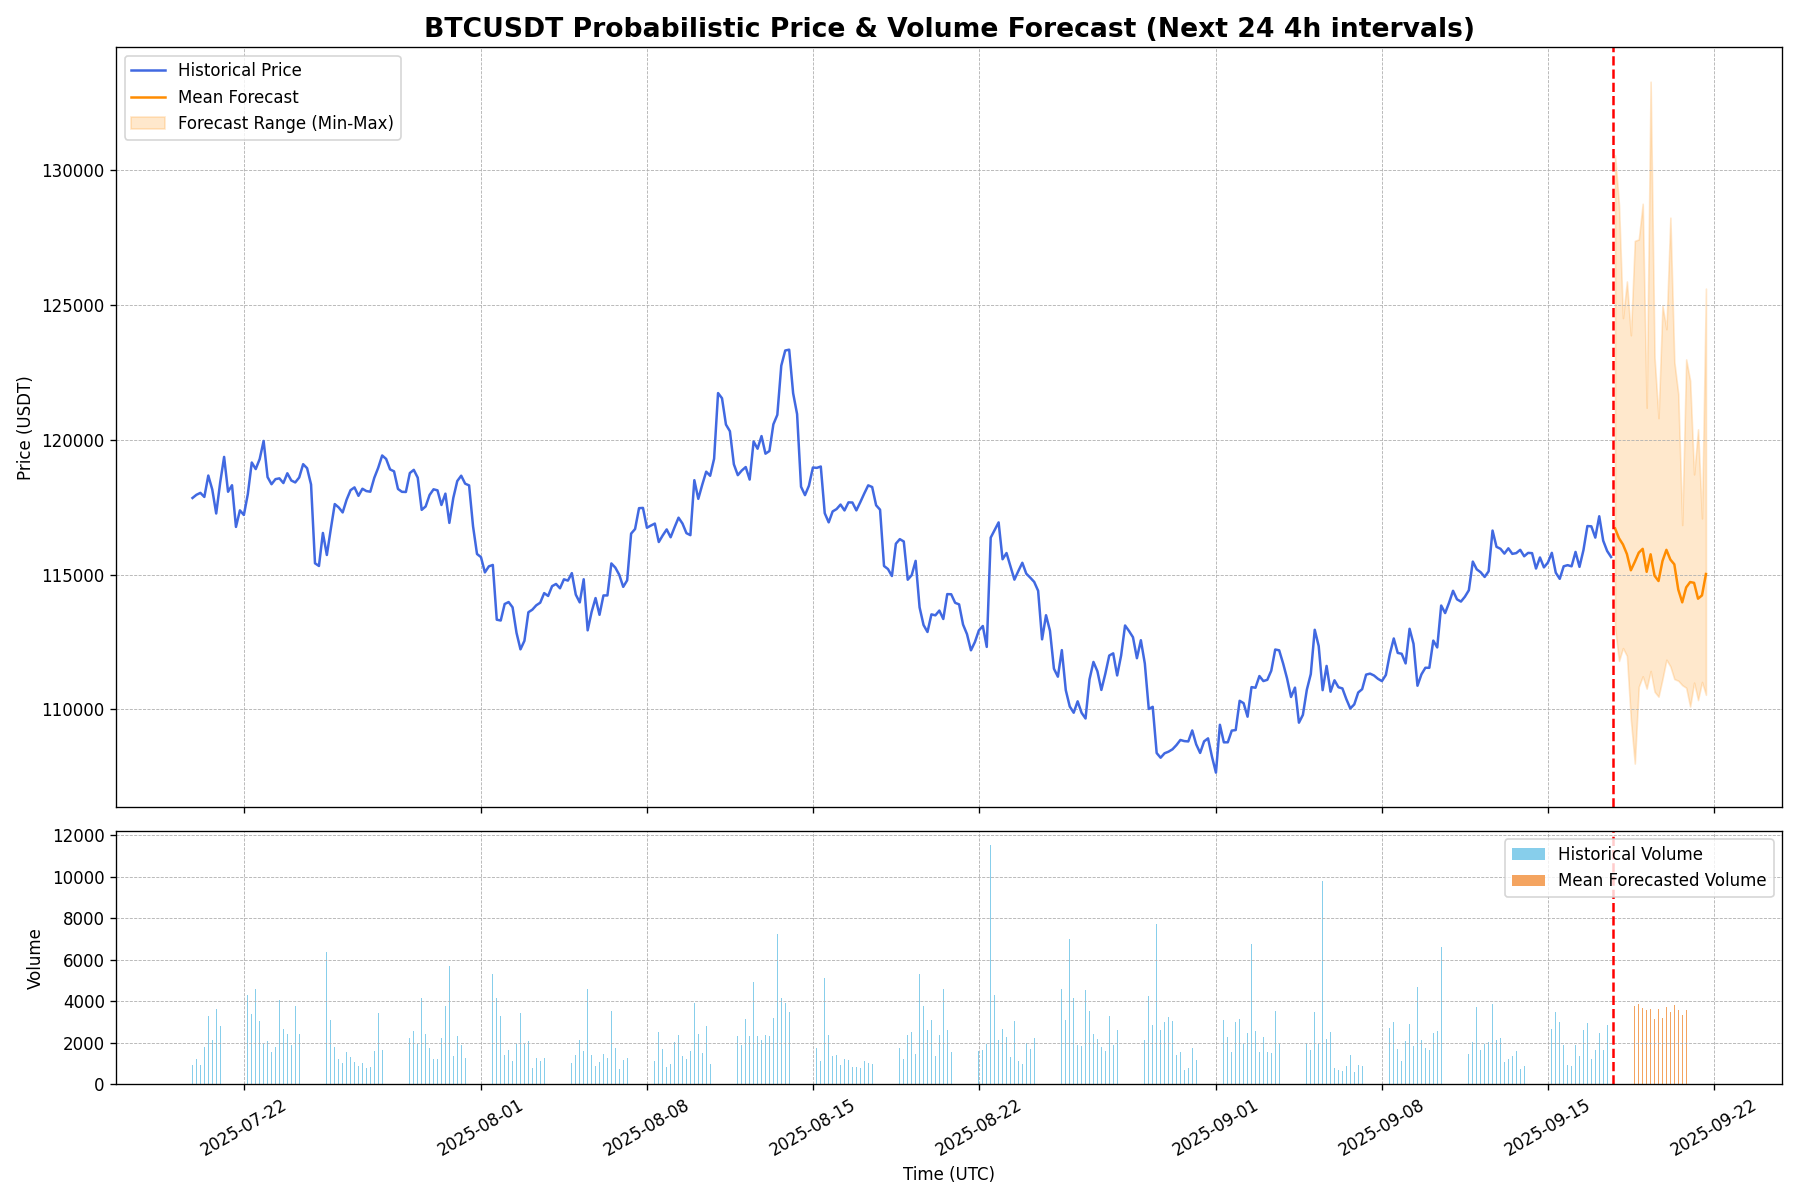 BTCUSDT Probabilistic Price & Volume Forecast (Next 24 4h intervals)
Historical Price
Mean Forecast
Forecast Range (Min-Max)
130000
125000
120000
115000
110000
Price (USDT)
12000
10000
8000
6000
4000
2000
0
Volume
Historical Volume
Mean Forecasted Volume
2025-07-22
2025-08-01
2025-08-08
2025-08-15
2025-08-22
2025-09-01
2025-09-08
2025-09-15
2025-09-22
Time (UTC)